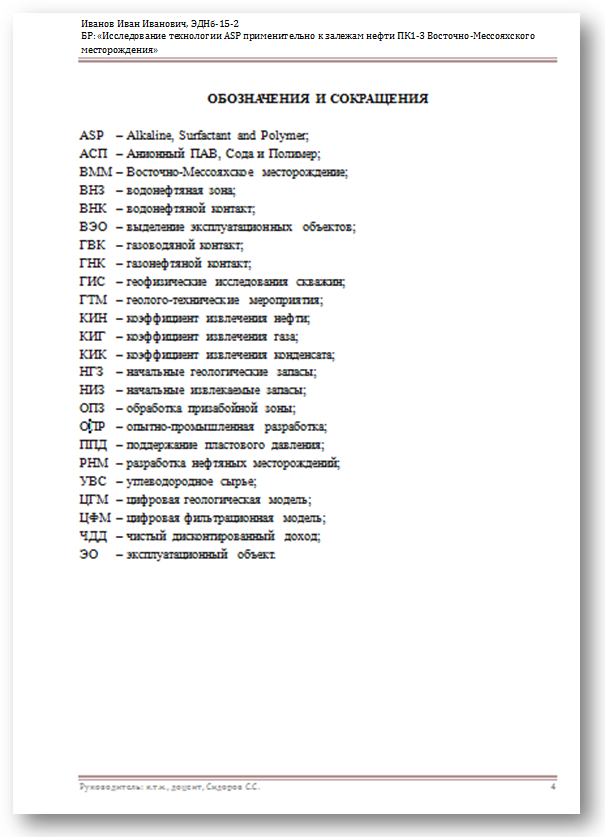 Иванов Иван Иванович, ЭДНб-15-2
БР: «Исследование технологии ASP применительно к залежам нефти ПК1-3 Восточно-Мессояхского
месторождения»
ОБОЗНАЧЕНИЯ И СОКРАЩЕНИЯ
ASP – Alkaline, Surfactant and Polymer;
АСП – Анионный ПАВ, Сода и Полимер;
ВММ – Восточно-Мессояхское месторождение;
ВНЗ – водонефтяная зона;
ВНК – водонефтяной контакт;
ВЭО – выделение эксплуатационных объектов;
ГВК – газоводяной контакт;
ГНК – газонефтяной контакт;
ГИС – геофизические исследования скважин;
ГТМ – геолого-технические мероприятия;
КИН – коэффициент извлечения нефти;
КИГ – коэффициент извлечения газа;
КИК – коэффициент извлечения конденсата;
НГЗ – начальные геологические запасы;
НИЗ – начальные извлекаемые запасы;
ОПЗ – обработка призабойной зоны;
ОПР – опытно-промышленная разработка;
ППД – поддержание пластового давления;
РНМ – разработка нефтяных месторождений;
УВС – углеводородное сырье;
ЦГМ – цифровая геологическая модель;
ЦФМ – цифровая фильтрационная модель;
ЧДД – чистый дисконтированный доход;
ЭО – эксплуатационный объект.
Руководитель: к.т.н., доцент, Сидоров С.С. 4